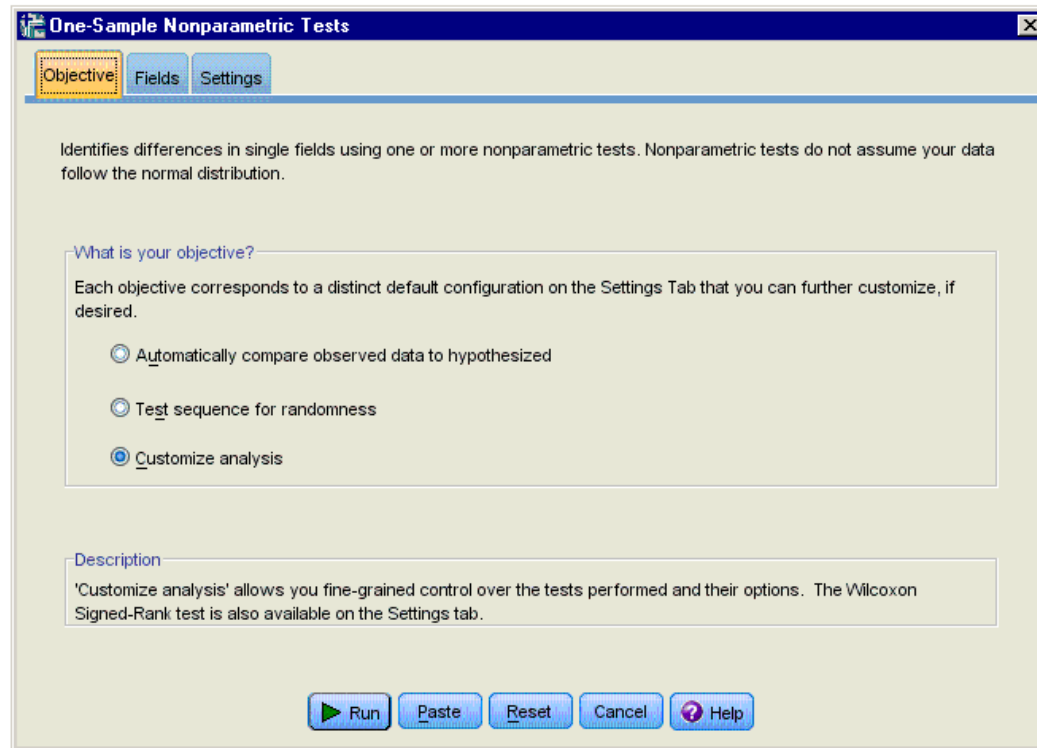 One-Sample Nonparametric Tests
Objective Fields Settings
Identifies differences in single fields using one or more nonparametric tests. Nonparametric tests do not assume your data
follow the normal distribution.
What is your objective?
Each objective corresponds to a distinct default configuration on the Settings Tab that you can further customize, if
desired.
Automatically compare observed data to hypothesized
Test sequence for randomness
Customize analysis
Description
'Customize analysis' allows you fine-grained control over the tests performed and their options. The Wilcoxon
Signed-Rank test is also available on the Settings tab.
Run Paste Reset Cancel Help